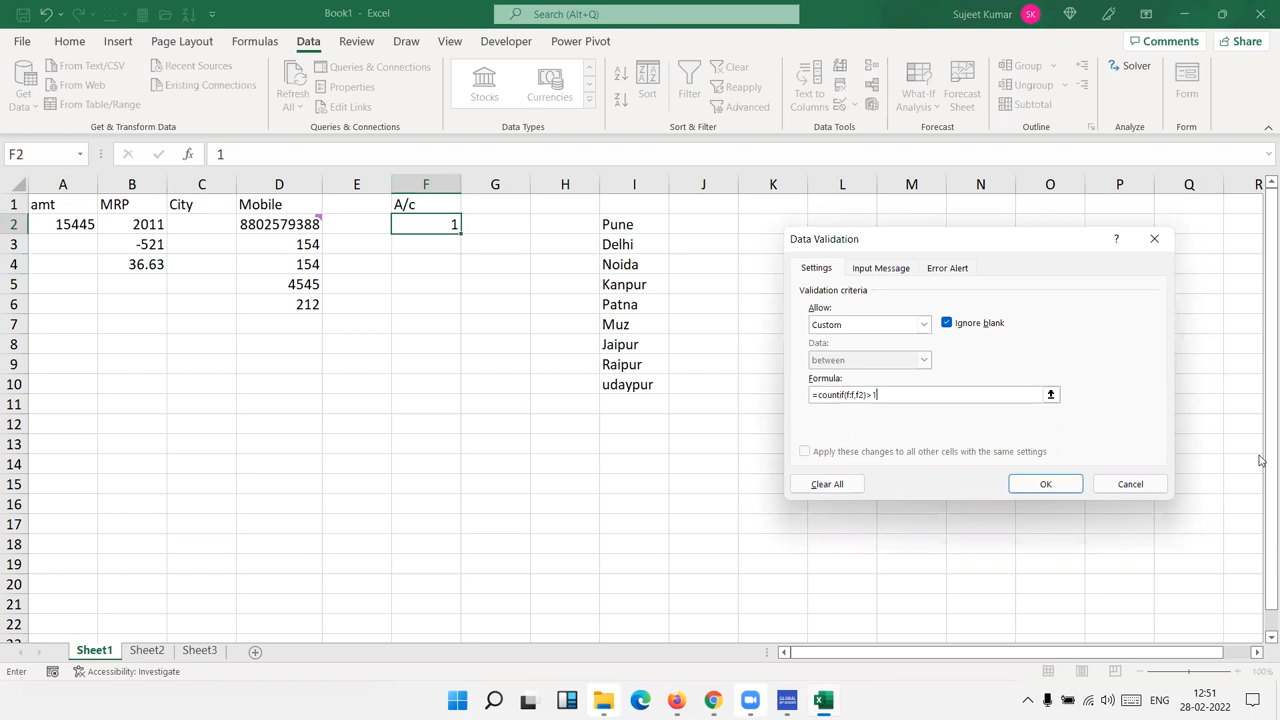 Book1 - Excel
Search (Alt+Q)
Sujeet Kumar
SK
File Home Insert Page Layout Formulas Data Review Draw View Developer Power Pivot
Comments Share
Get Data
From Text/CSV
From Web
From Table/Range
Recent Sources
Existing Connections
Get & Transform Data
Refresh All
Queries & Connections
Properties
Edit Links
Queries & Connections
Stocks
Currencies
Data Types
Sort
Filter
Clear
Reapply
Advanced
Sort & Filter
Text to Columns
Data Tools
What-If Analysis
Forecast Sheet
Forecast
Group
Ungroup
Subtotal
Outline
Solver
Analyze
Form
Form
F2 fx 1
A B C D E F G H I J K L M N O P Q R
1 amt MRP City Mobile A/c
2 15445 2011 8802579388 1 Pune
3 -521 154 Delhi
4 36.63 154 Noida
5 4545 Kanpur
6 212 Patna
7 Muz
8 Jaipur
9 Raipur
10 udaypur
11
12
13
14
15
16
17
18
19
20
21
22
Data Validation
?
Settings Input Message Error Alert
Validation criteria
Allow:
Custom
Ignore blank
Data:
between
Formula:
=countif(f:f,f2)>1
Apply these changes to all other cells with the same settings
Clear All OK Cancel
Sheet1 Sheet2 Sheet3
Enter
Accessibility: Investigate
100%
GLOBAL
ENG
12:51
28-02-2022